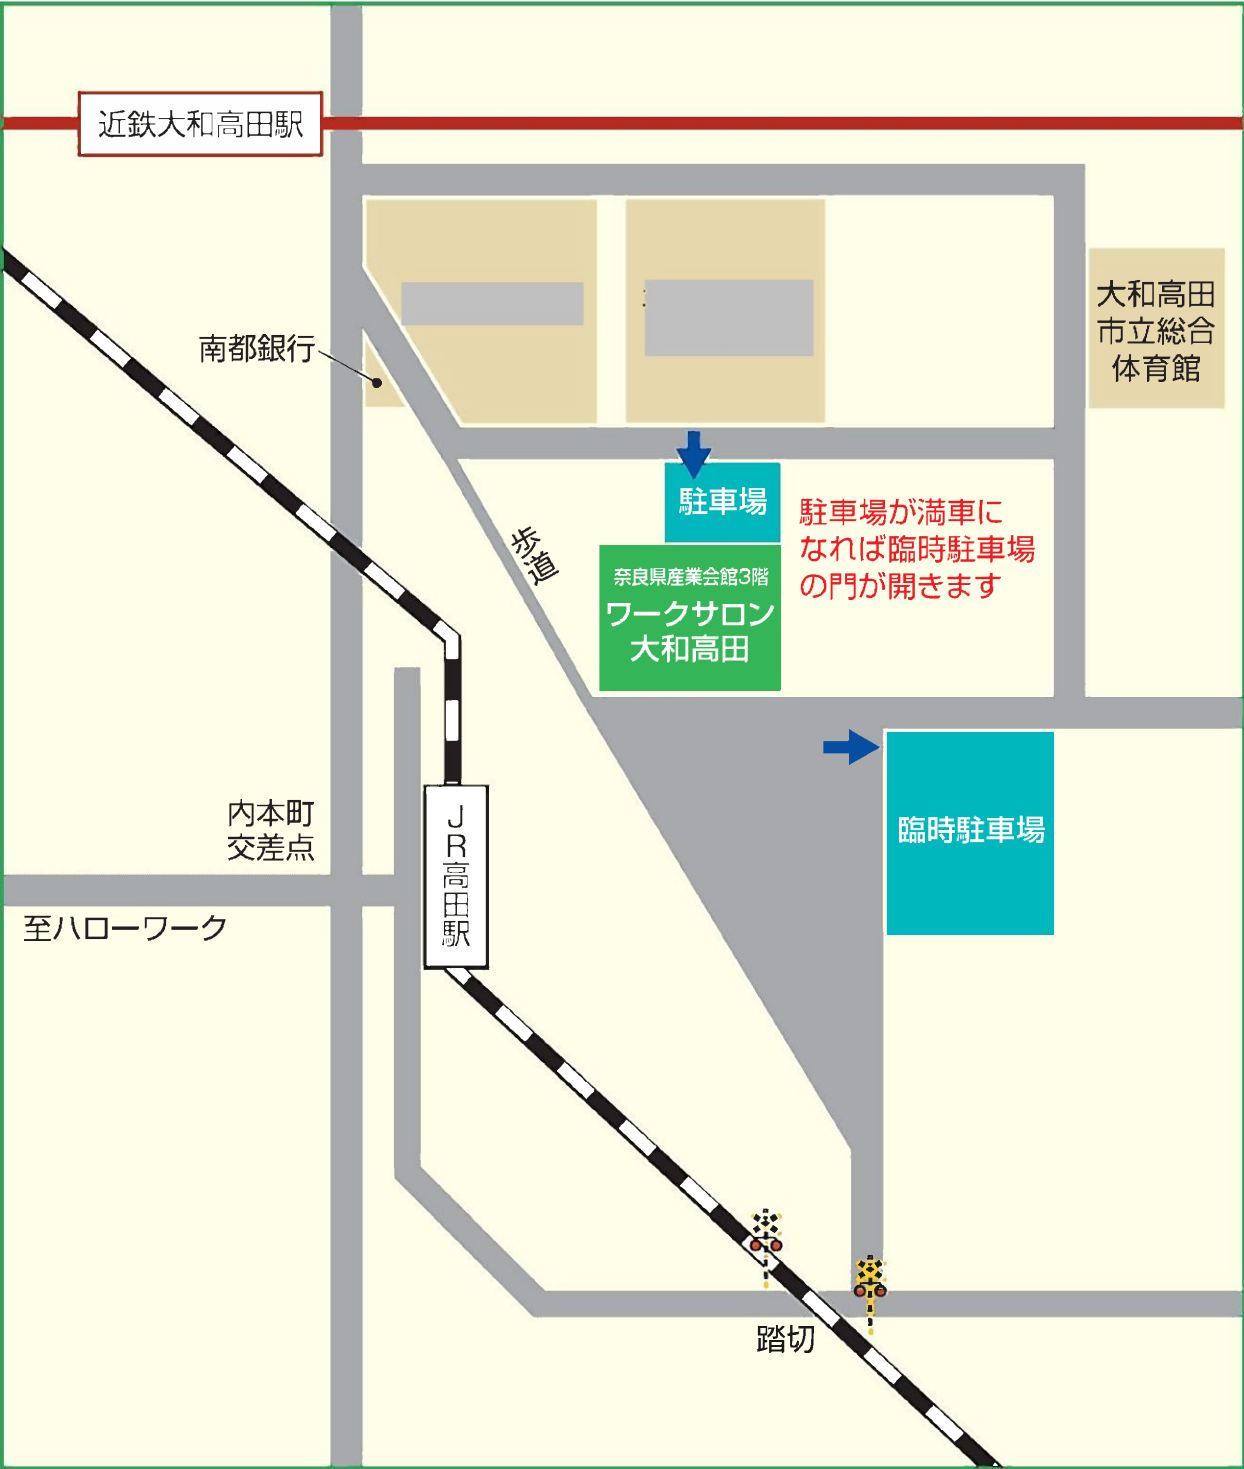 近鉄大和高田駅
大和高田
市立総合
体育館
南都銀行
駐車場
駐車場が満車に
なれば臨時駐車場
の門が開きます
歩道
奈良県産業会館3階
ワークサロン
大和高田
内本町
交差点
JR高田駅
臨時駐車場
至ハローワーク
踏切